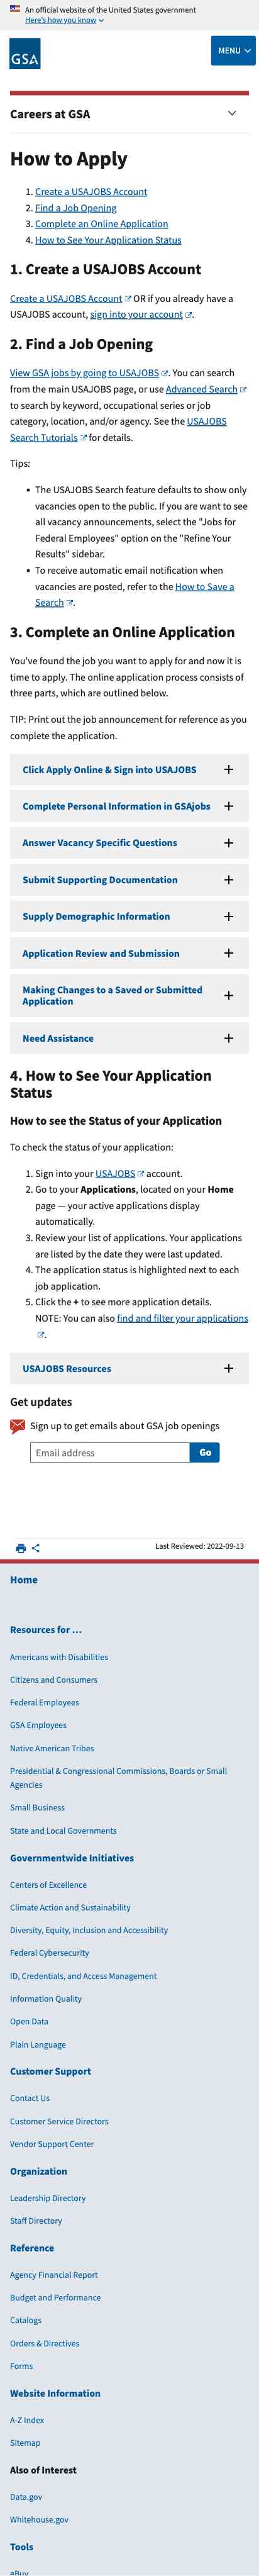 An official website of the United States government
Here's how you know
GSA
MENU
Careers at GSA
How to Apply
1. Create a USAJOBS Account
2. Find a Job Opening
3. Complete an Online Application
4. How to See Your Application Status
1. Create a USAJOBS Account
Create a USAJOBS Account OR if you already have a
USAJOBS account, sign into your account.
2. Find a Job Opening
View GSA jobs by going to USAJOBS. You can search
from the main USAJOBS page, or use Advanced Search
to search by keyword, occupational series or job
category, location, and/or agency. See the USAJOBS
Search Tutorials for details.
Tips:
• The USAJOBS Search feature defaults to show only
vacancies open to the public. If you are want to to see
all vacancy announcements, select the "Jobs for
Federal Employees" option on the "Refine Your
Results" sidebar.
• To receive automatic email notification when
vacancies are posted, refer to the How to Save a
Search.
3. Complete an Online Application
You've found the job you want to apply for and now it is
time to apply. The online application process consists of
three parts, which are outlined below.
TIP: Print out the job announcement for reference as you
complete the application.
Click Apply Online & Sign into USAJOBS
Complete Personal Information in GSAjobs
Answer Vacancy Specific Questions
Submit Supporting Documentation
Supply Demographic Information
Application Review and Submission
Making Changes to a Saved or Submitted
Application
Need Assistance
4. How to See Your Application
Status
How to see the Status of your Application
To check the status of your application:
1. Sign into your USAJOBS account.
2. Go to your Applications, located on your Home
page — your active applications display
automatically.
3. Review your list of applications. Your applications
are listed by the date they were last updated.
4. The application status is highlighted next to each
job application.
5. Click the + to see more application details.
NOTE: You can also find and filter your applications
.
USAJOBS Resources
Get updates
Sign up to get emails about GSA job openings
Email address
Go
Last Reviewed: 2022-09-13
Home
Resources for …
Americans with Disabilities
Citizens and Consumers
Federal Employees
GSA Employees
Native American Tribes
Presidential & Congressional Commissions, Boards or Small
Agencies
Small Business
State and Local Governments
Governmentwide Initiatives
Centers of Excellence
Climate Action and Sustainability
Diversity, Equity, Inclusion and Accessibility
Federal Cybersecurity
ID, Credentials, and Access Management
Information Quality
Open Data
Plain Language
Customer Support
Contact Us
Customer Service Directors
Vendor Support Center
Organization
Leadership Directory
Staff Directory
Reference
Agency Financial Report
Budget and Performance
Catalogs
Orders & Directives
Forms
Website Information
A-Z Index
Sitemap
Also of Interest
Data.gov
Whitehouse.gov
Tools
eBuy